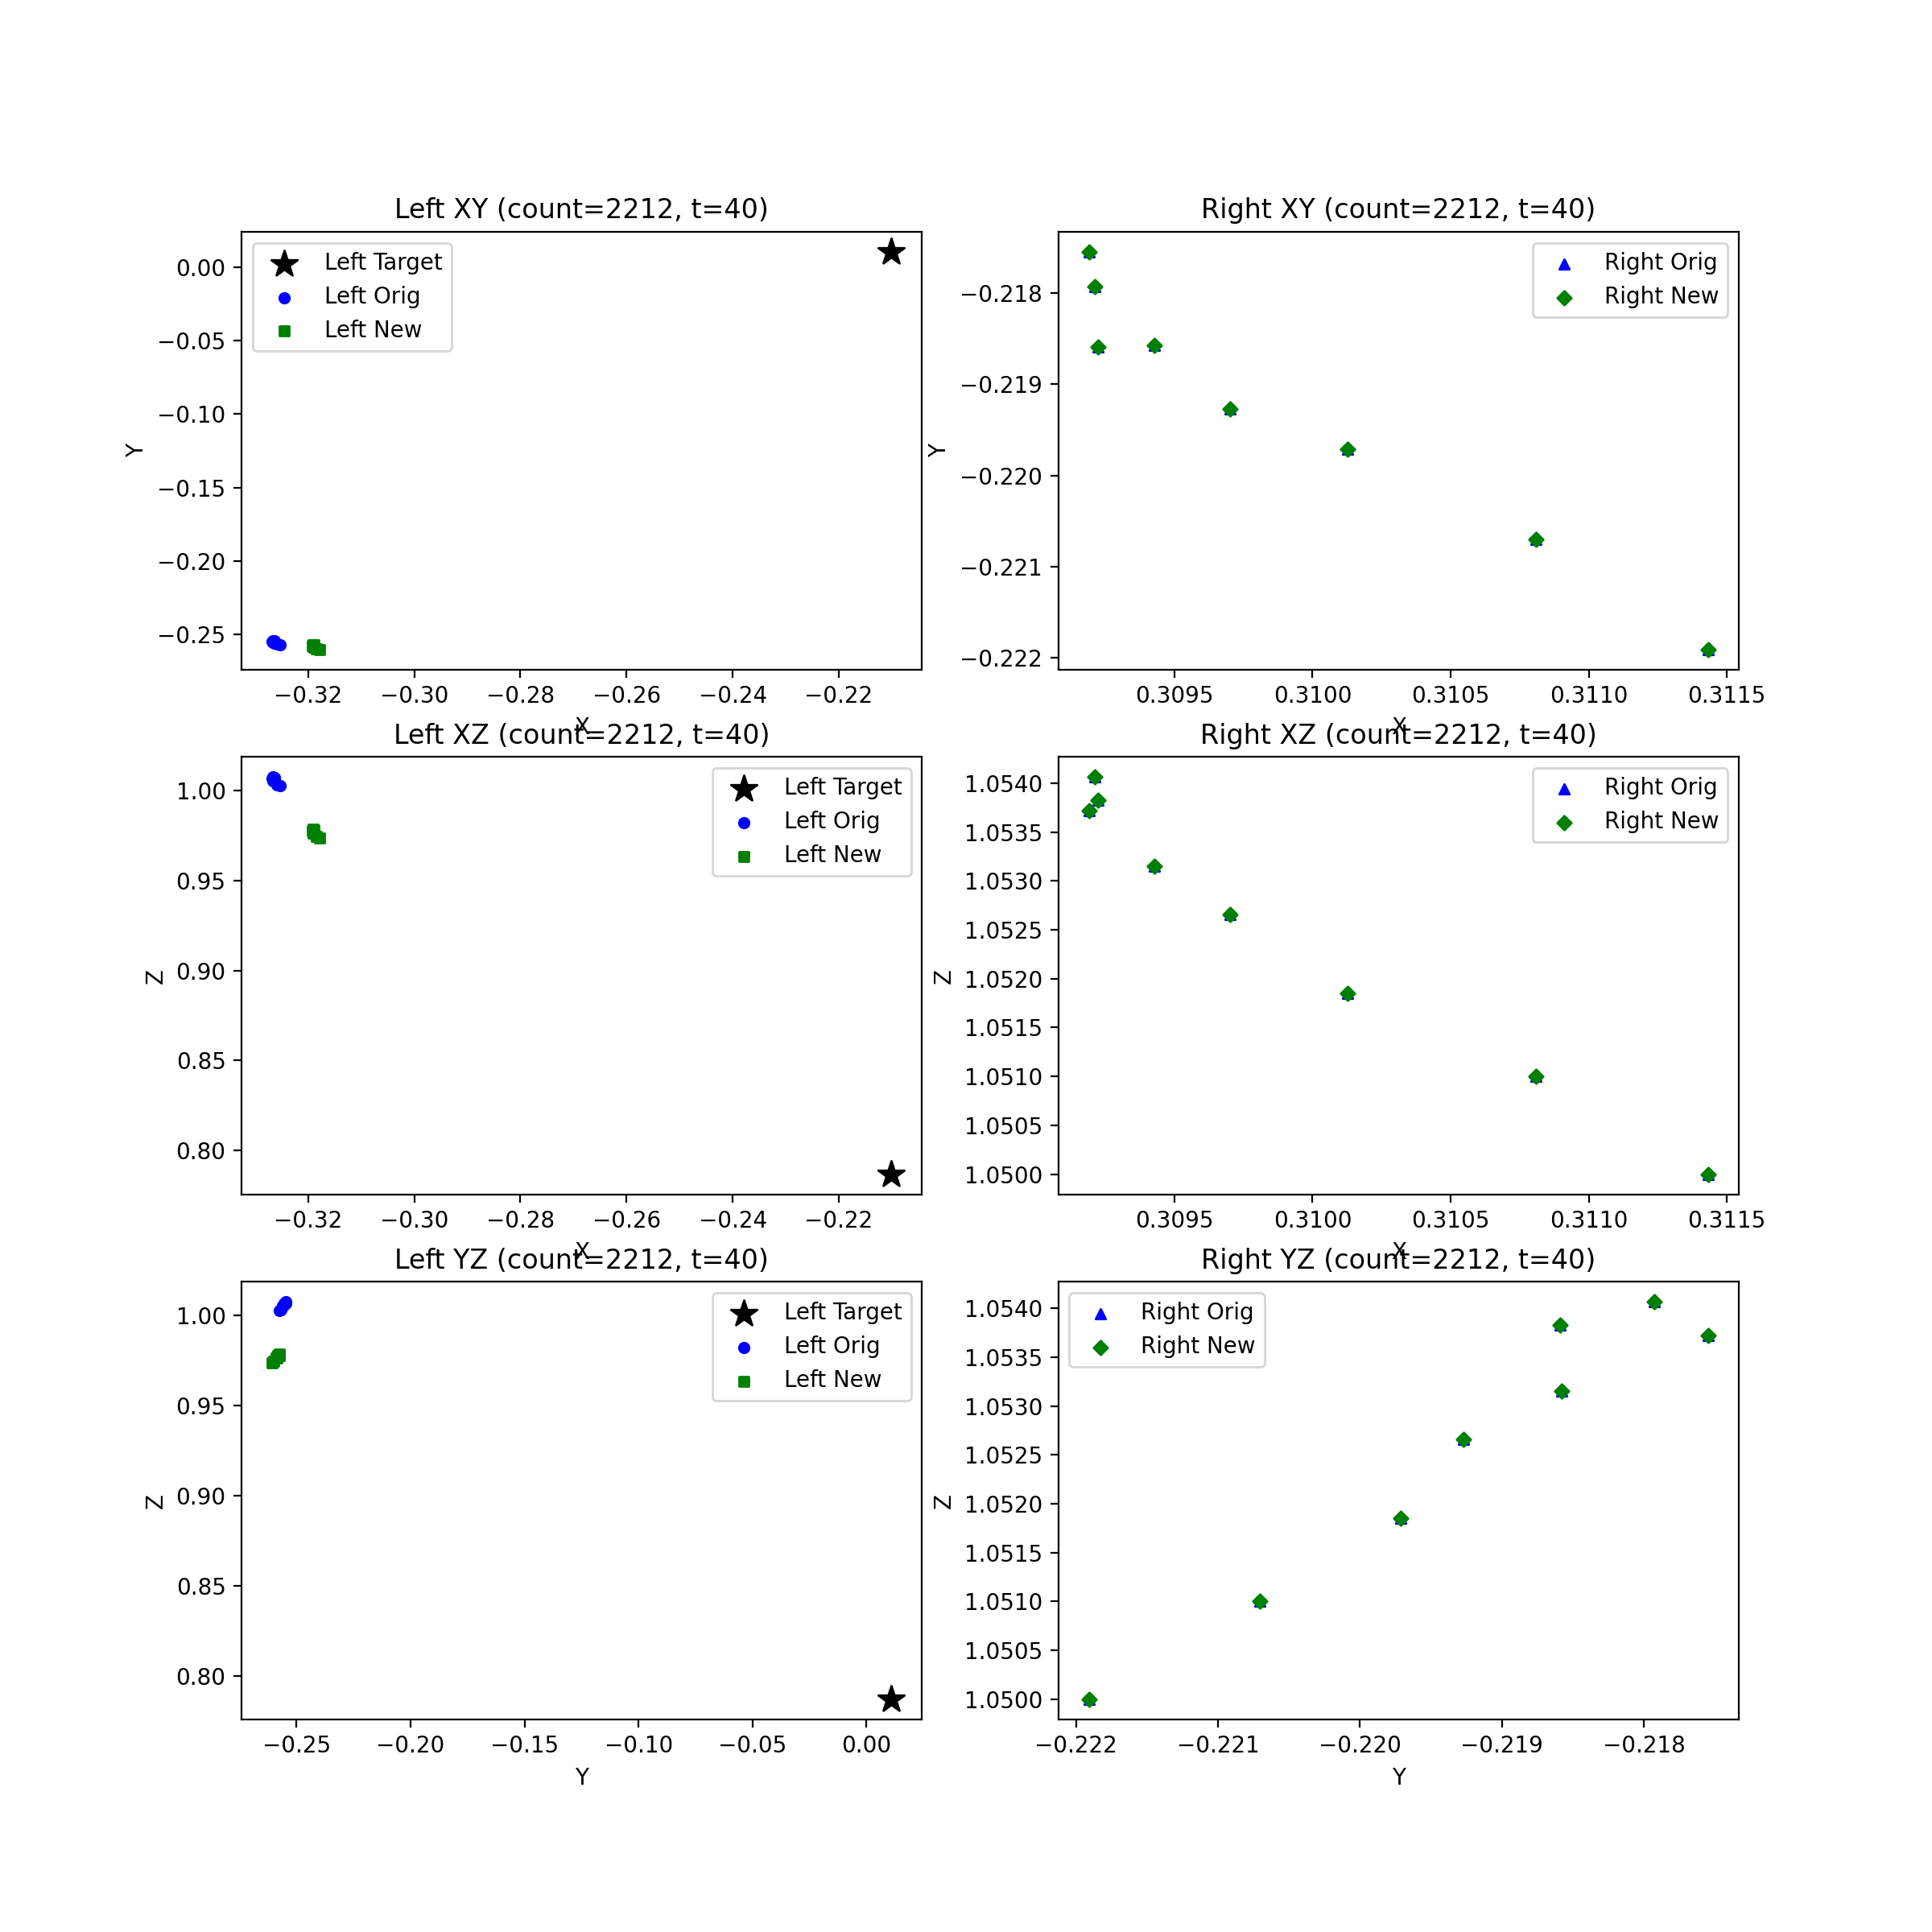 Left XY (count=2212, t=40)
Left Target
Left Orig
Left New
0.00
−0.05
−0.10
−0.15
−0.20
−0.25
Y
−0.32 −0.30 −0.28 −0.26 −0.24 −0.22
X
Right XY (count=2212, t=40)
Right Orig
Right New
−0.218
−0.219
−0.220
−0.221
−0.222
Y
0.3095 0.3100 0.3105 0.3110 0.3115
X
Left XZ (count=2212, t=40)
Left Target
Left Orig
Left New
1.00
0.95
0.90
0.85
0.80
Z
−0.32 −0.30 −0.28 −0.26 −0.24 −0.22
X
Right XZ (count=2212, t=40)
Right Orig
Right New
1.0540
1.0535
1.0530
1.0525
1.0520
1.0515
1.0510
1.0505
1.0500
Z
0.3095 0.3100 0.3105 0.3110 0.3115
X
Left YZ (count=2212, t=40)
Left Target
Left Orig
Left New
1.00
0.95
0.90
0.85
0.80
Z
−0.25 −0.20 −0.15 −0.10 −0.05 0.00
Y
Right YZ (count=2212, t=40)
Right Orig
Right New
1.0540
1.0535
1.0530
1.0525
1.0520
1.0515
1.0510
1.0505
1.0500
Z
−0.222 −0.221 −0.220 −0.219 −0.218
Y